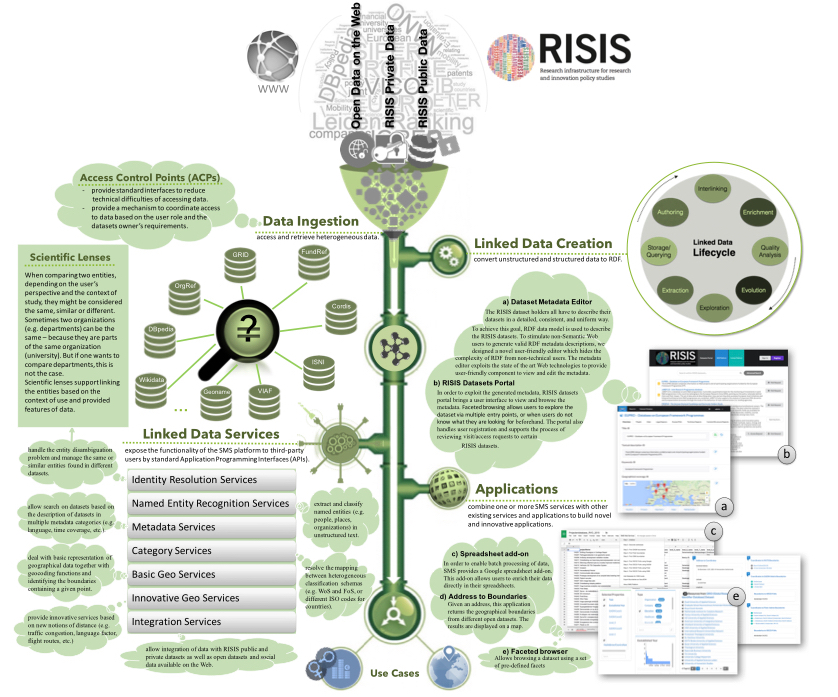 WWW
Open Data on the Web
RISIS Private Data
RISIS Public Data
DBpedia
Leiden-Ranking
patents
Mobility
RISIS
Research infrastructure for research
and innovation policy studies
Access Control Points (ACPs)
- provide standard interfaces to reduce
technical difficulties of accessing data.
- provide a mechanism to coordinate access
to data based on the user role and the
datasets owner's requirements.
Data Ingestion
access and retrieve heterogeneous data.
Linked Data Creation
convert unstructured and structured data to RDF.
Linked Data
Lifecycle
Interlinking
Enrichment
Quality
Analysis
Evolution
Exploration
Extraction
Storage/
Querying
Authoring
Scientific Lenses
When comparing two entities,
depending on the user's
perspective and the context of
study, they might be considered
the same, similar or different.
Sometimes two organizations
(e.g. departments) can be the
same – because they are parts
of the same organization
(university). But if one wants to
compare departments, this is
not the case.
Scientific lenses support linking
the entities based on the
context of use and provided
features of data.
GRID
FundRef
OrgRef
Cordis
DBpedia
ISNI
Wikidata
...
Geoname
VIAF
?
a) Dataset Metadata Editor
The RISIS dataset holders all have to describe their
datasets in a detailed, consistent, and uniform way.
To achieve this goal, RDF data model is used to describe
the RISIS datasets. To stimulate non-Semantic Web
users to generate valid RDF metadata descriptions, we
designed a novel user-friendly editor which hides the
complexity of RDF from non-technical users. The metadata
editor exploits the state of the art Web technologies to provide
user-friendly component to view and edit the metadata.
b) RISIS Datasets Portal
In order to exploit the generated metadata, RISIS datasets
portal brings a user interface to view and browse the
metadata. Facetedbrowsing allows users to explore the
dataset via multiple entity points, or when users do not
know what they are looking for beforehand. The portal also
handles user registration and supports the process of
reviewing visit/access requests to certain
RISIS datasets.
RISIS
b
a
Linked Data Services
expose the functionality of the SMS platform to third-party
users by standard Application Programming Interfaces (APIs).
handle the entity disambiguation
problem and manage the same or
similar entities found in different
datasets.
Identity Resolution Services
Named Entity Recognition Services
Metadata Services
Category Services
Basic Geo Services
Innovative Geo Services
Integration Services
allow search on datasets based on
the description of datasets in
multiple metadata categories (e.g.
language, time coverage, etc.)
deal with basic representation of
geographical data together with
geocoding functions and
identifying the boundaries
containing a given point.
provide innovative services based
on new notions of distance (e.g.
traffic congestion, language factor,
flight routes, etc.)
extract and classify
named entities (e.g.
people, places,
organizations) in
unstructured text.
resolve the mapping
between heterogeneous
classification schemas
(e.g. WoS and FoS, or
different ISO codes for
countries).
allow integration of data with RISIS public and
private datasets as well as open datasets and social
data available on the Web.
Applications
combine one or more SMS services with other
existing services and applications to build novel
and innovative applications.
c) Spreadsheet add-on
In order to enable batch processing of data,
SMS provides a Google spreadsheet add-on.
This add-on allows users to enrich their data
directly in their spreadsheets.
d) Address to Boundaries
Given an address, this application
returns the geographical boundaries
from different open datasets. The
results are displayed on a map.
e) Faceted browser
Allows browsing a dataset using a set
of pre-defined facets
c
e
Use Cases